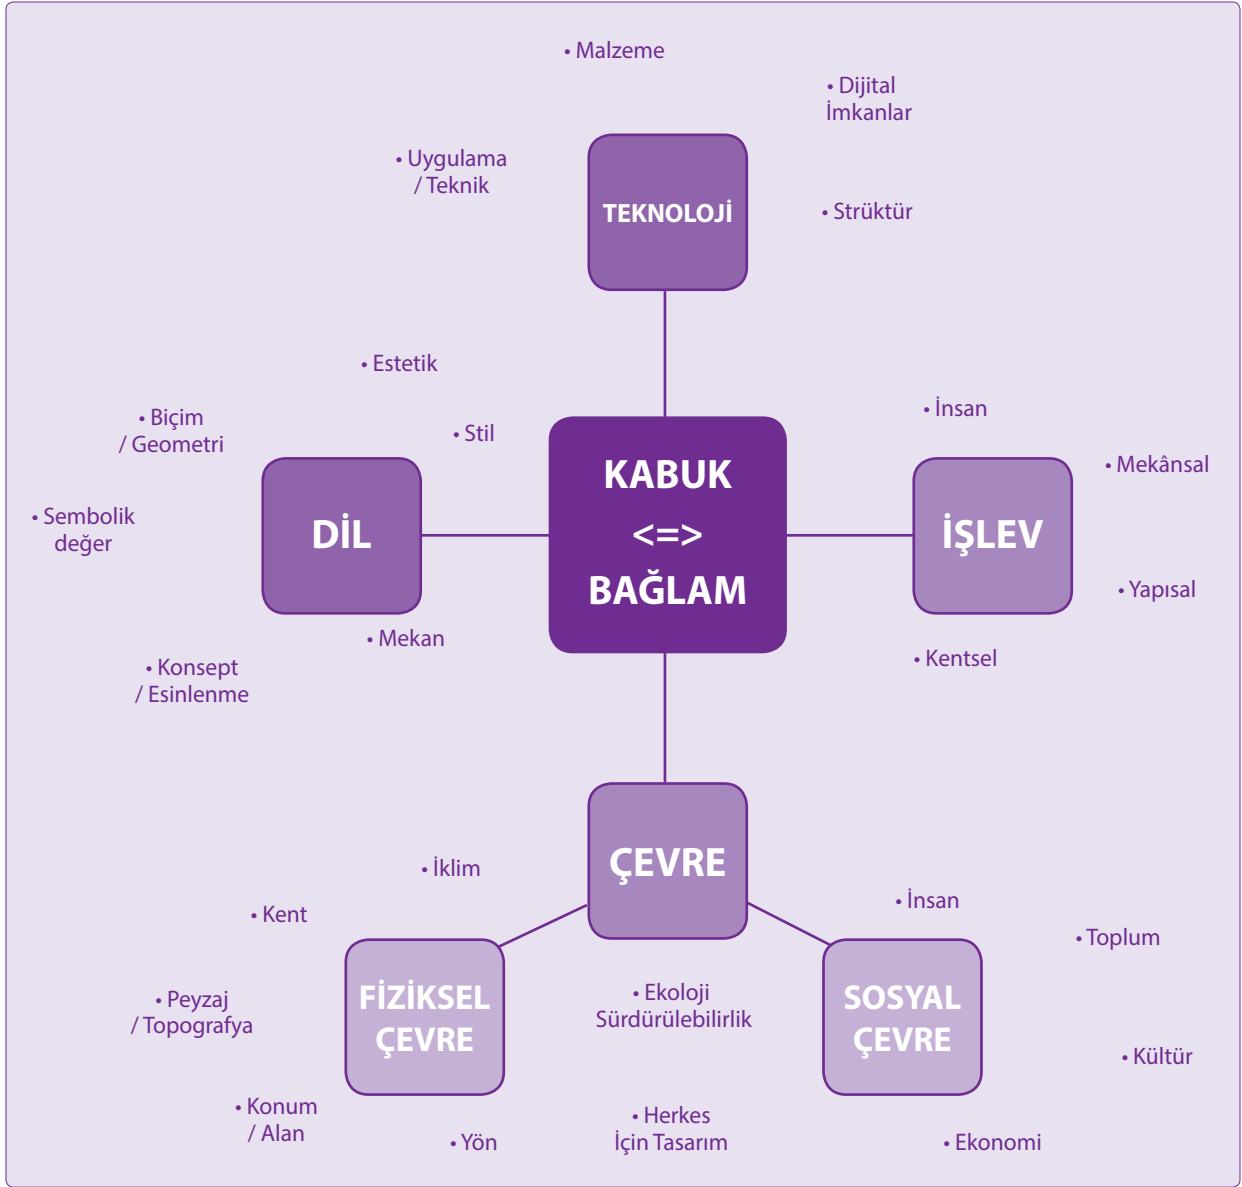 • Malzeme
• Dijital
İmkanlar
• Uygulama
/ Teknik
TEKNOLOJİ
• Strüktür
• Estetik
• Biçim
/ Geometri
• Stil
• Sembolik
değer
DİL
• Mekan
• Konsept
/ Esinlenme
KABUK
<=>
BAĞLAM
• İnsan
• Mekânsal
İŞLEV
• Yapısal
• Kentsel
ÇEVRE
• İklim
• Kent
FİZİKSEL
ÇEVRE
• Peyzaj
/ Topografya
• Konum
/ Alan
• Yön
• Ekoloji
Sürdürülebilirlik
• Herkes
İçin Tasarım
• İnsan
• Toplum
SOSYAL
ÇEVRE
• Kültür
• Ekonomi